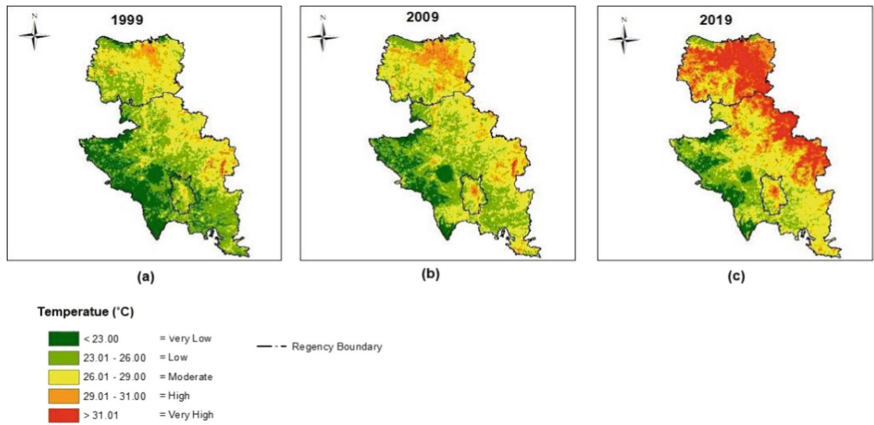 1999
2009
2019
N
N
N
(a)
(b)
(c)
Temperatue (°C)
< 23.00 = very Low
23.01 - 26.00 = Low
26.01 - 29.00 = Moderate
29.01 - 31.00 = High
> 31.01 = Very High
Regency Boundary